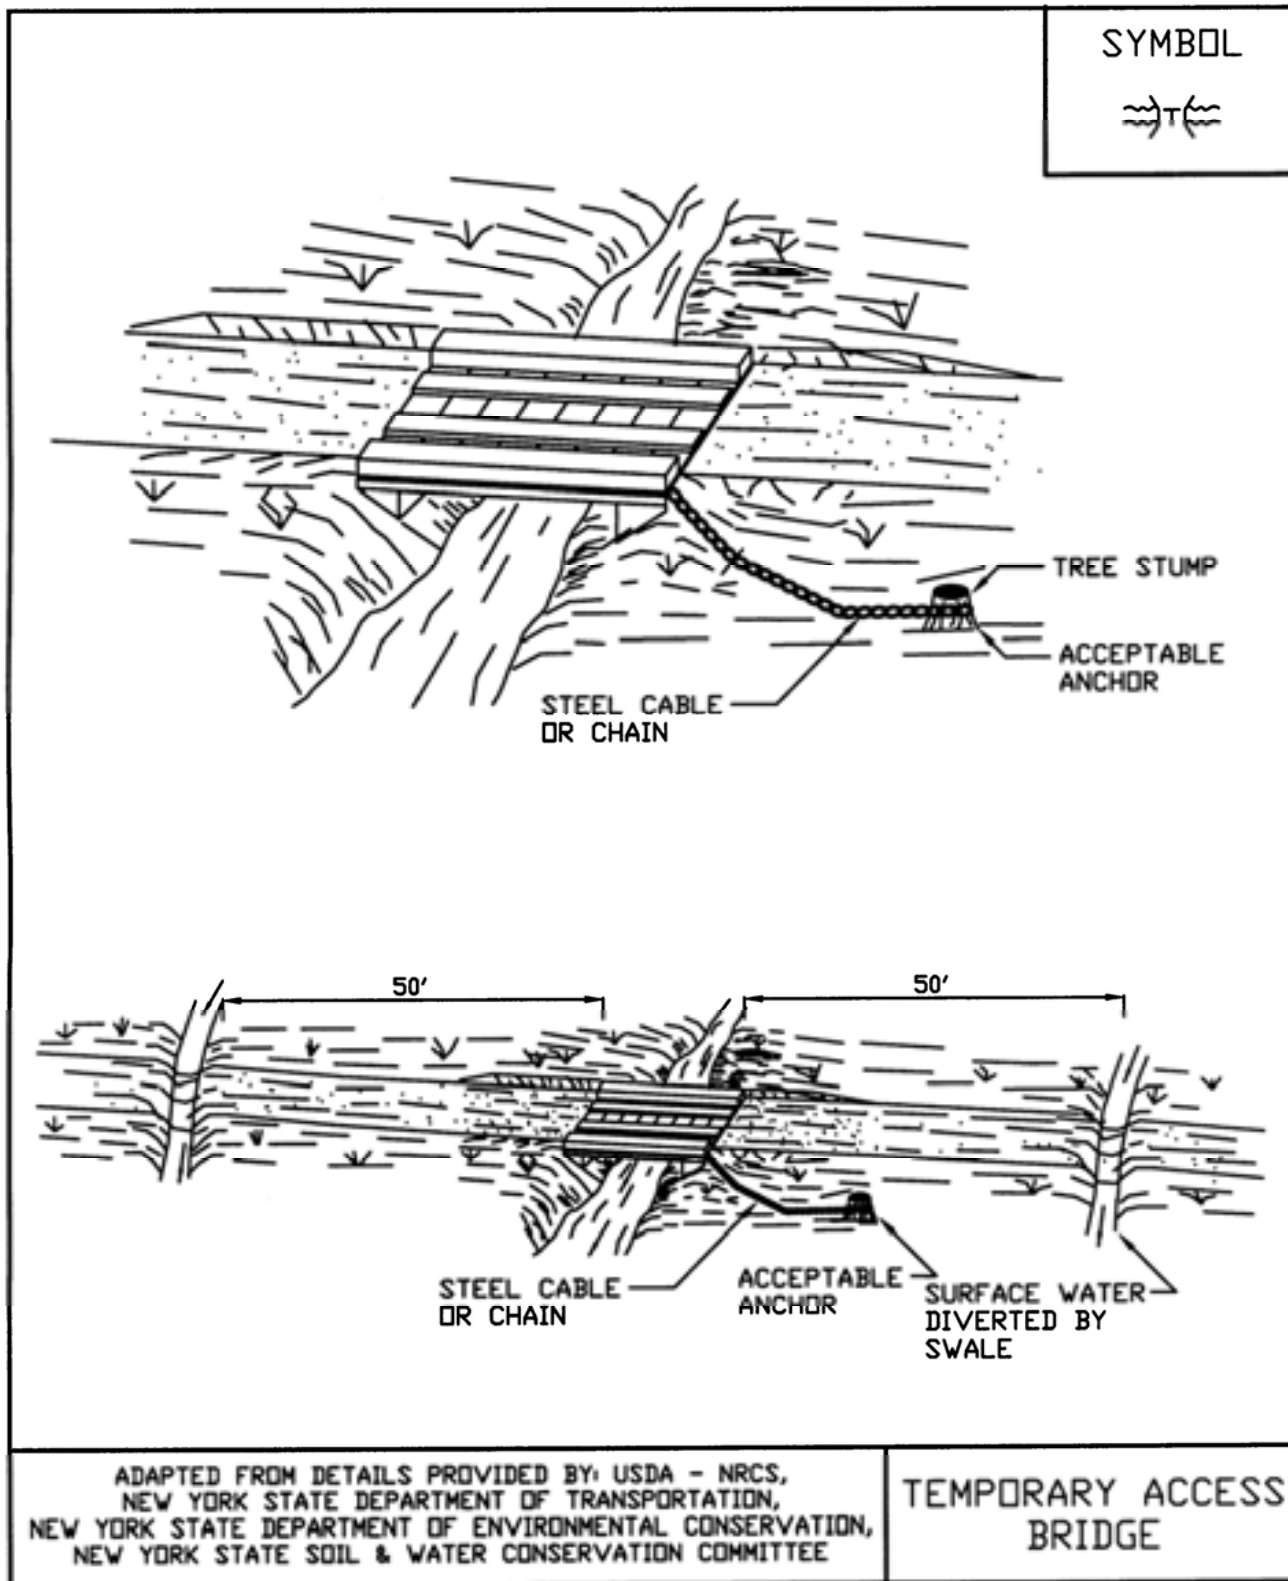 SYMBOL
T
TREE STUMP
ACCEPTABLE
ANCHOR
STEEL CABLE
OR CHAIN
50'
50'
STEEL CABLE
OR CHAIN
ACCEPTABLE
ANCHOR
SURFACE WATER
DIVERTED BY
SWALE
ADAPTED FROM DETAILS PROVIDED BY: USDA - NRCS,
NEW YORK STATE DEPARTMENT OF TRANSPORTATION,
NEW YORK STATE DEPARTMENT OF ENVIRONMENTAL CONSERVATION,
NEW YORK STATE SOIL & WATER CONSERVATION COMMITTEE
TEMPORARY ACCESS
BRIDGE